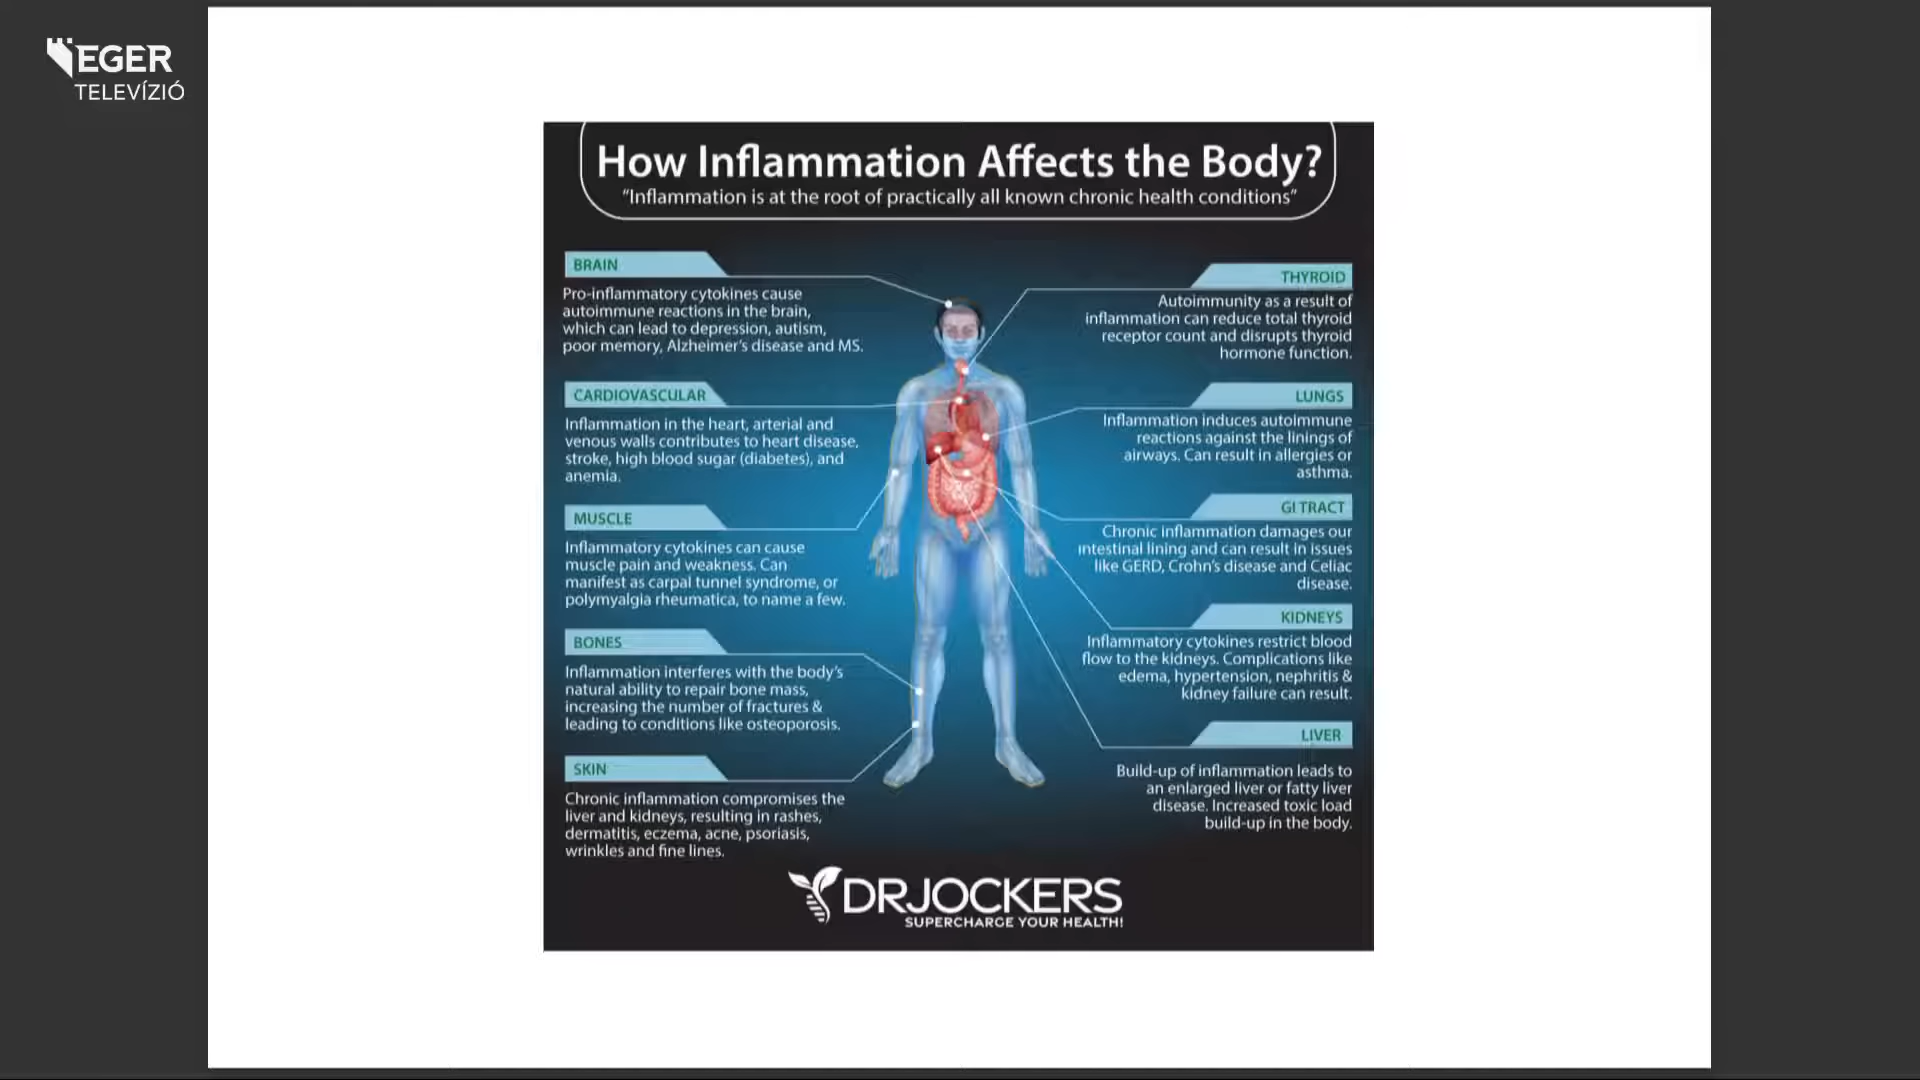 EGER
TELEVÍZIÓ
How Inflammation Affects the Body?
“Inflammation is at the root of practically all known chronic health conditions”
BRAIN
Pro-inflammatory cytokines cause
autoimmune reactions in the brain,
which can lead to depression, autism,
poor memory, Alzheimer’s disease and MS.
CARDIOVASCULAR
Inflammation in the heart, arterial and
venous walls contributes to heart disease,
stroke, high blood sugar (diabetes), and
anemia.
MUSCLE
Inflammatory cytokines can cause
muscle pain and weakness. Can
manifest as carpal tunnel syndrome, or
polymyalgia rheumatica, to name a few.
BONES
Inflammation interferes with the body’s
natural ability to repair bone mass,
increasing the number of fractures &
leading to conditions like osteoporosis.
SKIN
Chronic inflammation compromises the
liver and kidneys, resulting in rashes,
dermatitis, eczema, acne, psoriasis,
wrinkles and fine lines.
THYROID
Autoimmunity as a result of
inflammation can reduce total thyroid
receptor count and disrupts thyroid
hormone function.
LUNGS
Inflammation induces autoimmune
reactions against the linings of
airways. Can result in allergies or
asthma.
GI TRACT
Chronic inflammation damages our
intestinal lining and can result in issues
like GERD, Crohn’s disease and Celiac
disease.
KIDNEYS
Inflammatory cytokines restrict blood
flow to the kidneys. Complications like
edema, hypertension, nephritis &
kidney failure can result.
LIVER
Build-up of inflammation leads to
an enlarged liver or fatty liver
disease. Increased toxic load
build-up in the body.
DRJOCKERS
SUPERCHARGE YOUR HEALTH!